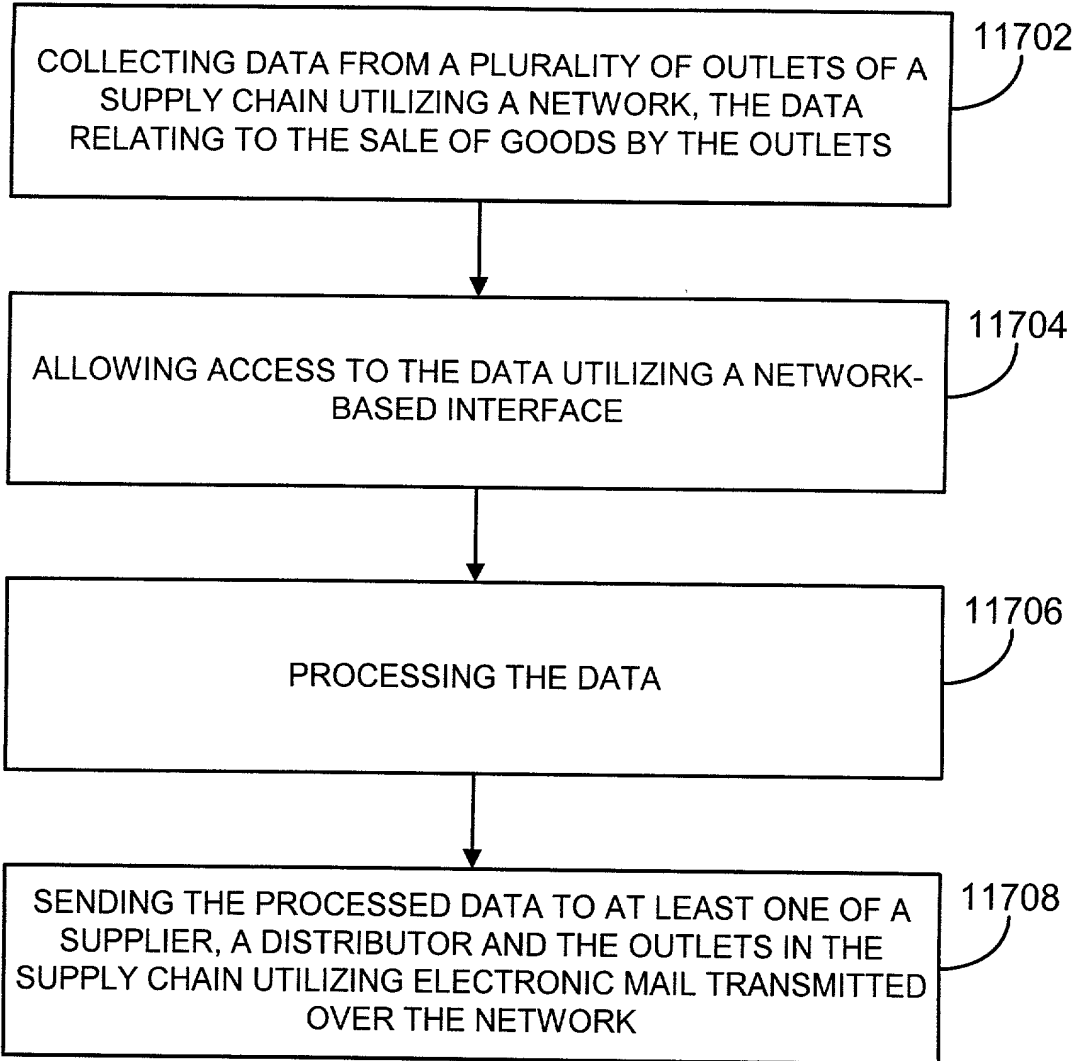 11702
COLLECTING DATA FROM A PLURALITY OF OUTLETS OF A
SUPPLY CHAIN UTILIZING A NETWORK, THE DATA
RELATING TO THE SALE OF GOODS BY THE OUTLETS
11704
ALLOWING ACCESS TO THE DATA UTILIZING A NETWORK-
BASED INTERFACE
11706
PROCESSING THE DATA
11708
SENDING THE PROCESSED DATA TO AT LEAST ONE OF A
SUPPLIER, A DISTRIBUTOR AND THE OUTLETS IN THE
SUPPLY CHAIN UTILIZING ELECTRONIC MAIL TRANSMITTED
OVER THE NETWORK